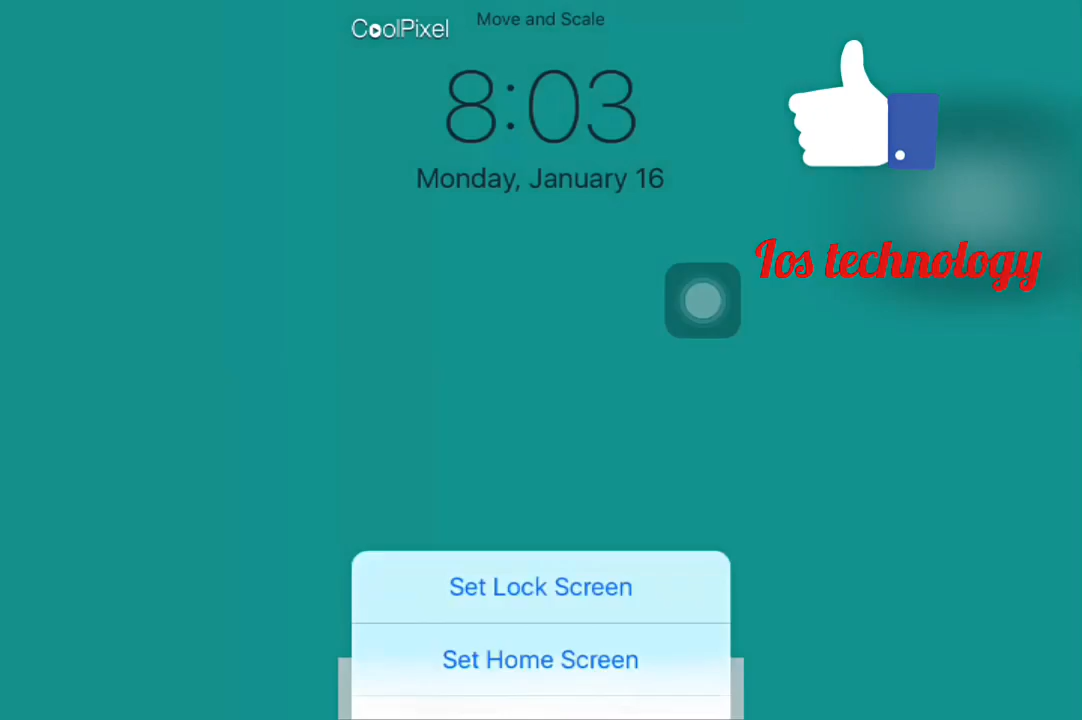 CoolPixel
Move and Scale
8:03
Monday, January 16
Ios technology
Set Lock Screen
Set Home Screen